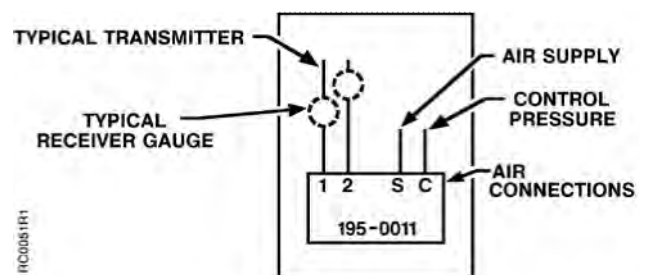 TYPICAL TRANSMITTER
AIR SUPPLY
TYPICAL
RECEIVER GAUGE
CONTROL
PRESSURE
AIR
CONNECTIONS
1 2 S C
195-0011
RC0051R1